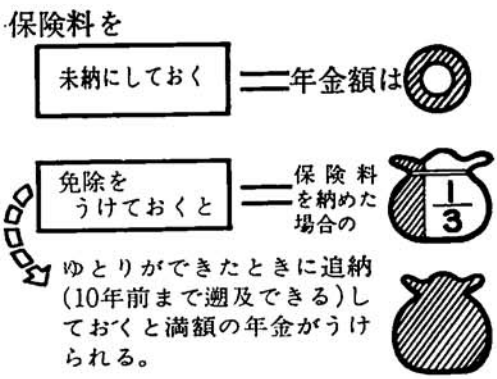 保険料を
未納にしておく
年金額は
免除を
うけておくと
保険料
を納めた
場合の
1/3
ゆとりができたときに追納
(10年前まで遡及できる)し
ておくと満額の年金がうけ
られる。